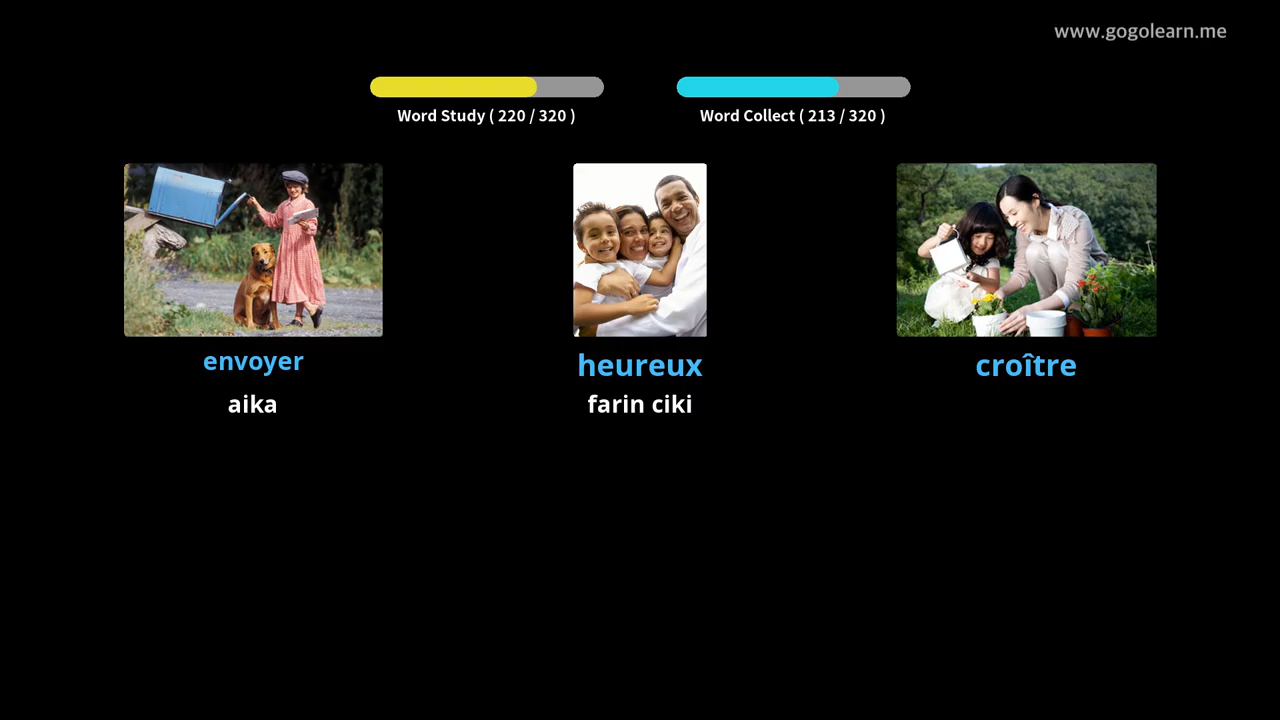 www.gogolearn.me
Word Study ( 220 / 320 )
Word Collect ( 213 / 320 )
envoyer
heureux
croître
aika
farin ciki